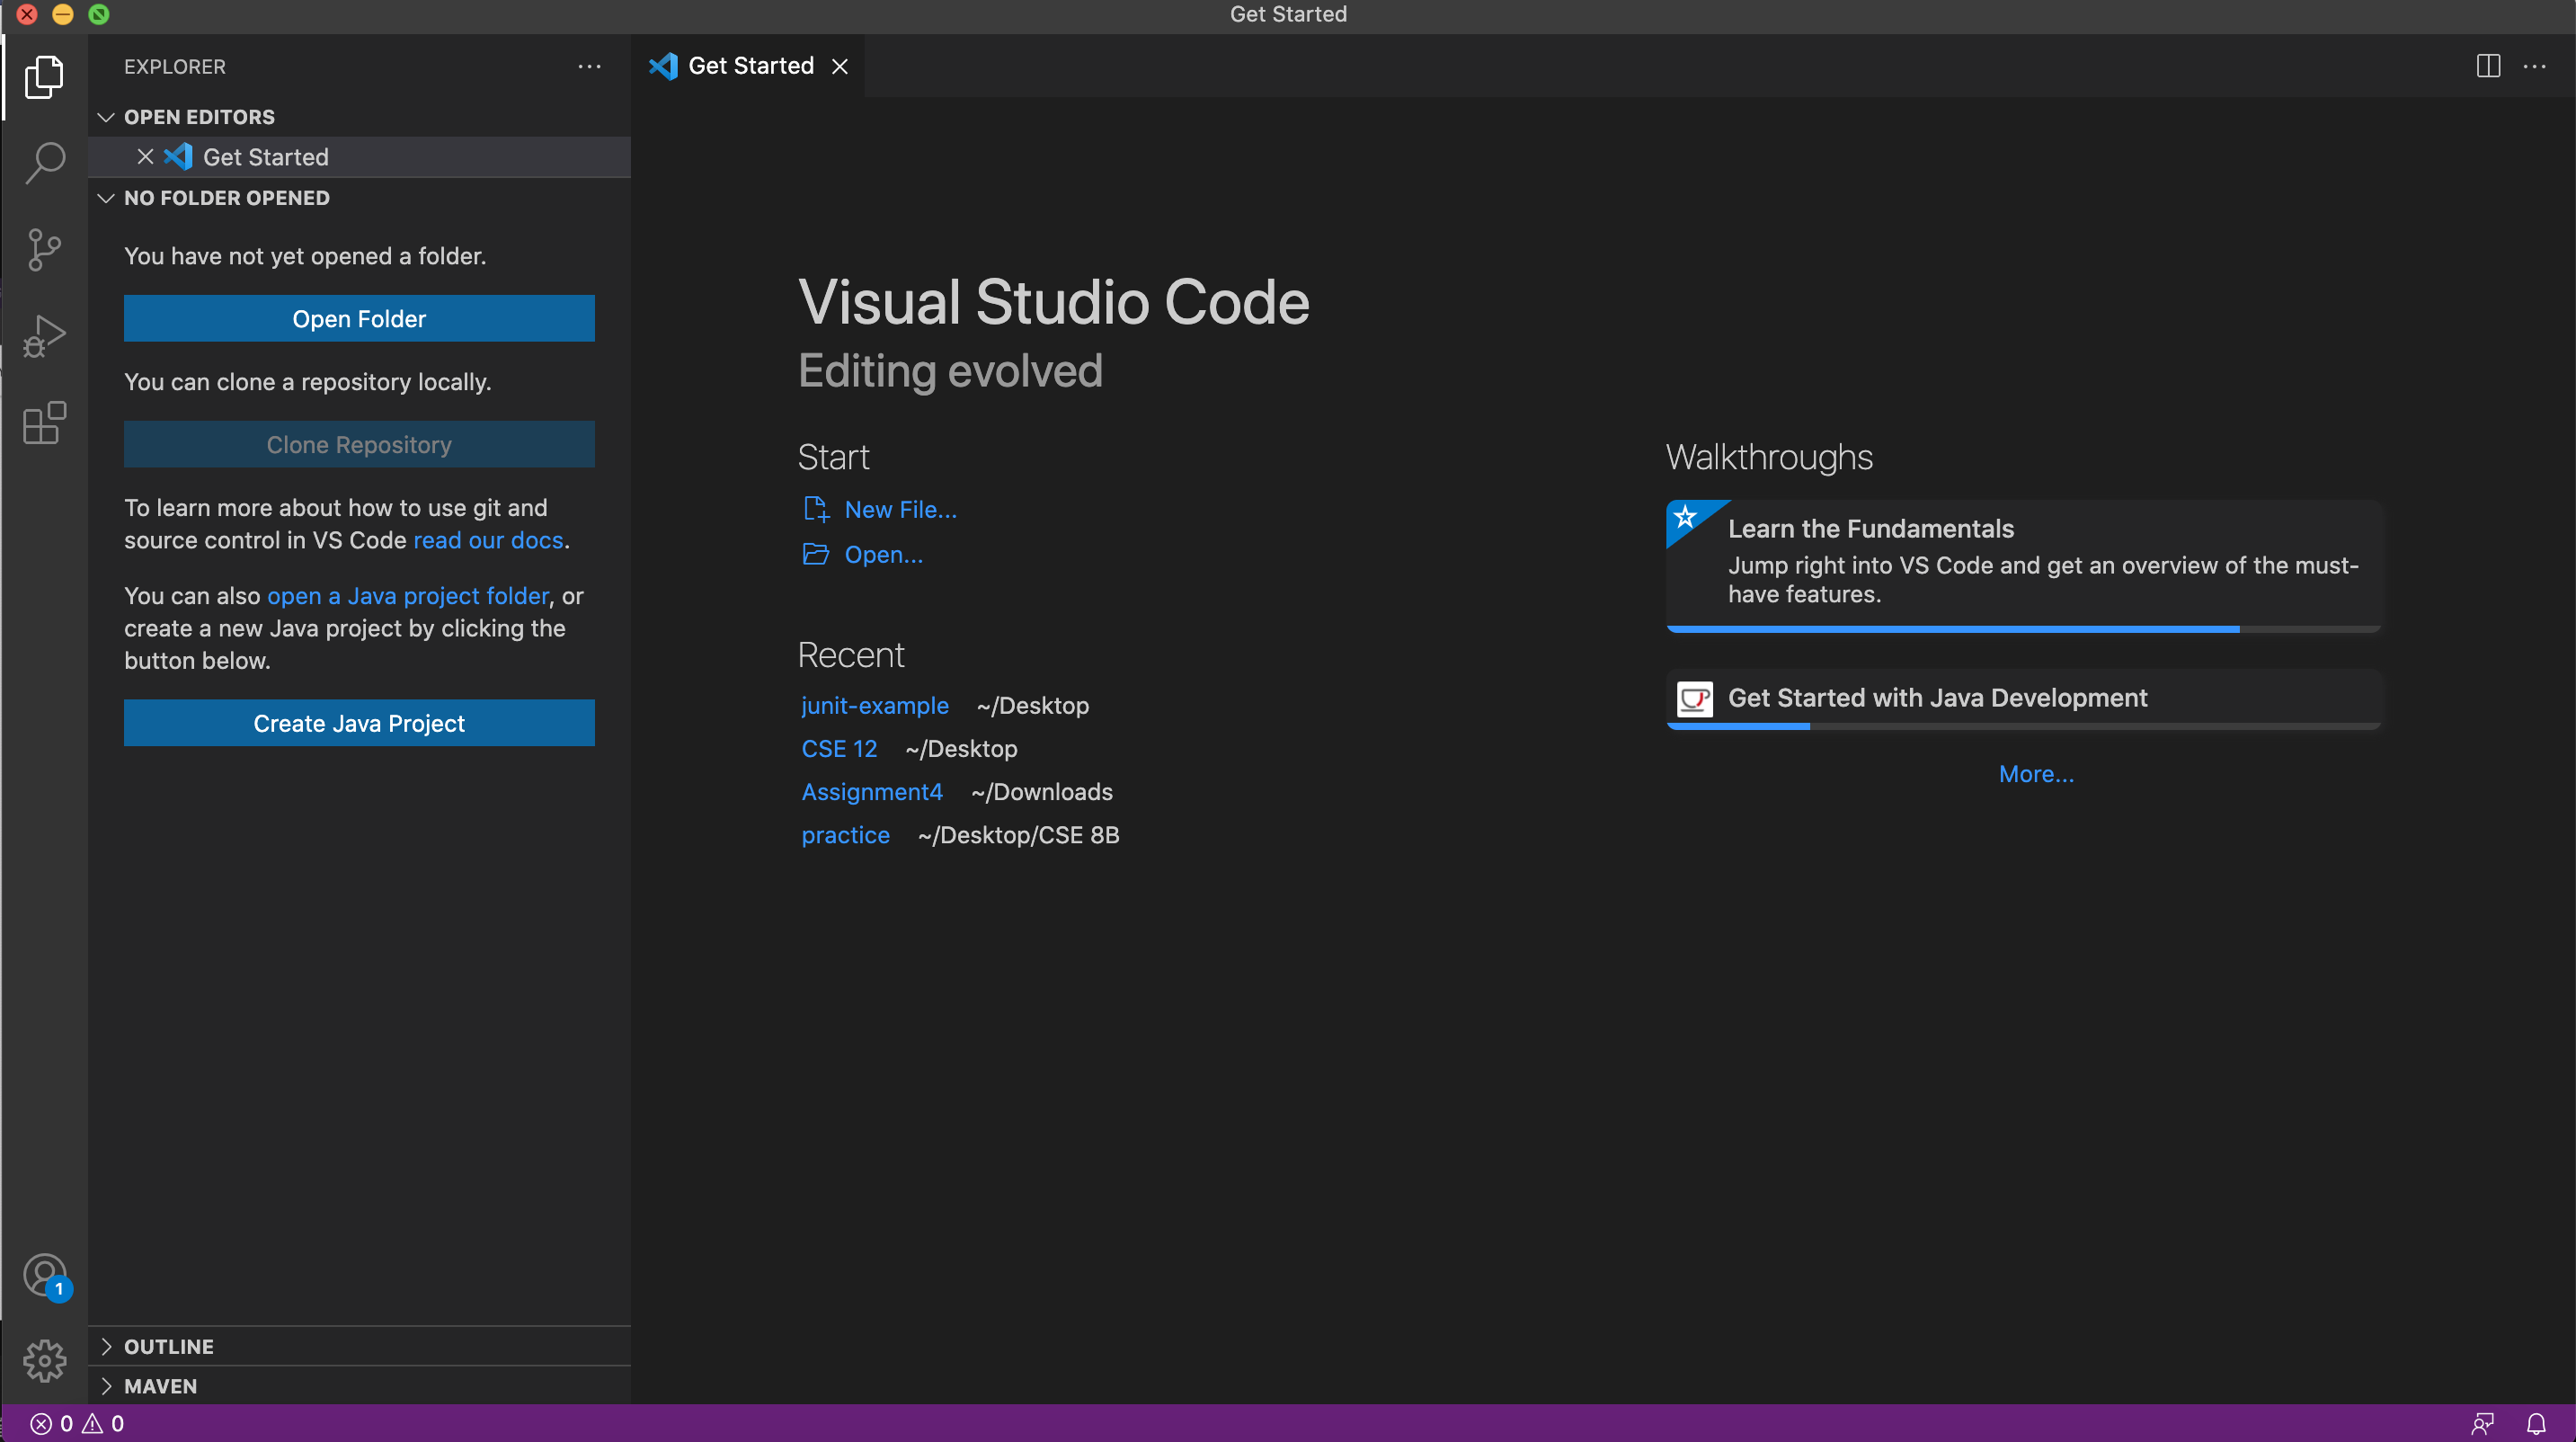 Get Started
EXPLORER
Get Started
OPEN EDITORS
Get Started
NO FOLDER OPENED
You have not yet opened a folder.
Open Folder
You can clone a repository locally.
Clone Repository
To learn more about how to use git and
source control in VS Code read our docs.
You can also open a Java project folder, or
create a new Java project by clicking the
button below.
Create Java Project
Visual Studio Code
Editing evolved
Start
New File...
Open...
Recent
junit-example ~/Desktop
CSE 12 ~/Desktop
Assignment4 ~/Downloads
practice ~/Desktop/CSE 8B
Walkthroughs
Learn the Fundamentals
Jump right into VS Code and get an overview of the must-
have features.
Get Started with Java Development
More...
1
OUTLINE
MAVEN
0 0